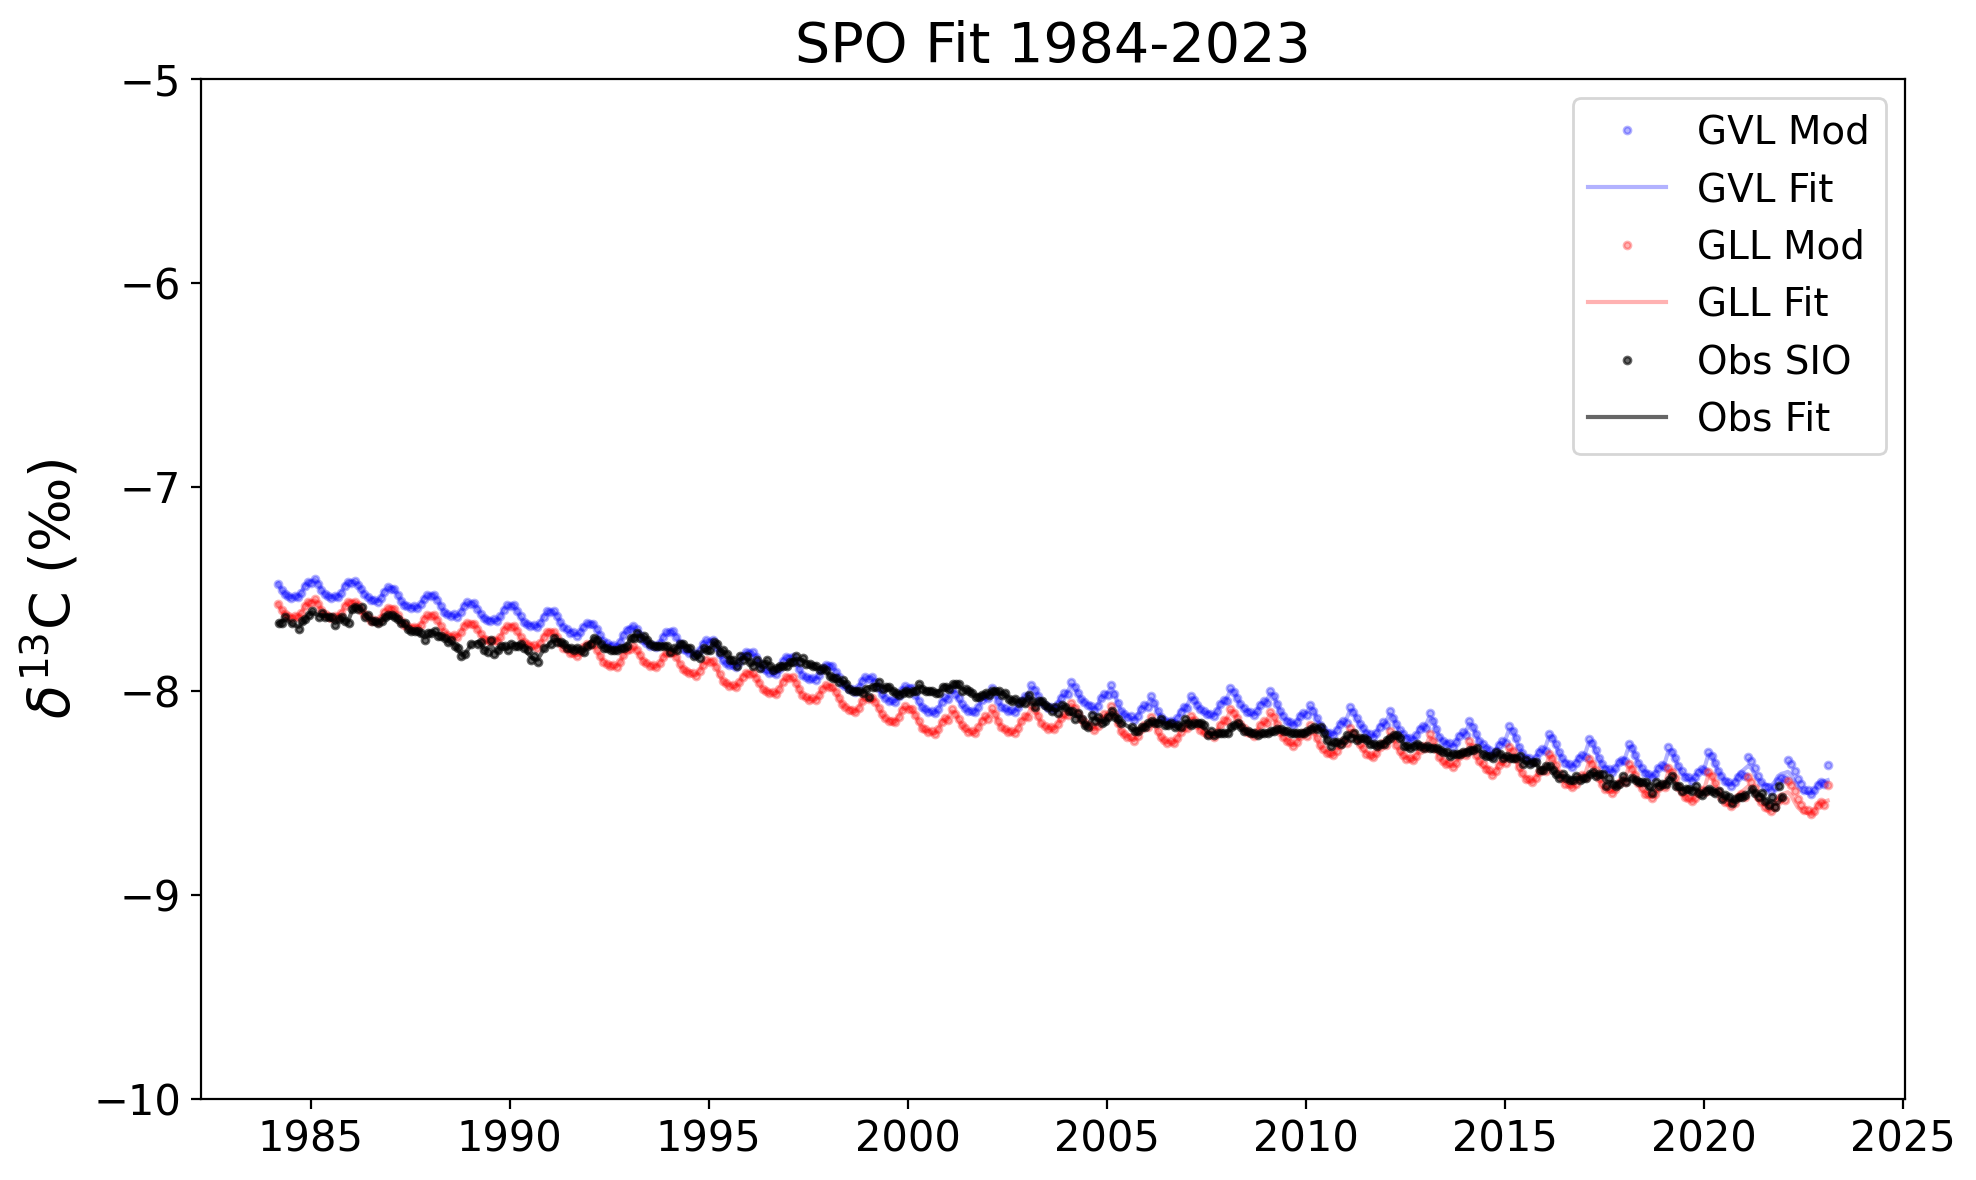 SPO Fit 1984-2023
δ¹³C (‰)
−5
−6
−7
−8
−9
−10
GVL Mod
GVL Fit
GLL Mod
GLL Fit
Obs SIO
Obs Fit
1985 1990 1995 2000 2005 2010 2015 2020 2025